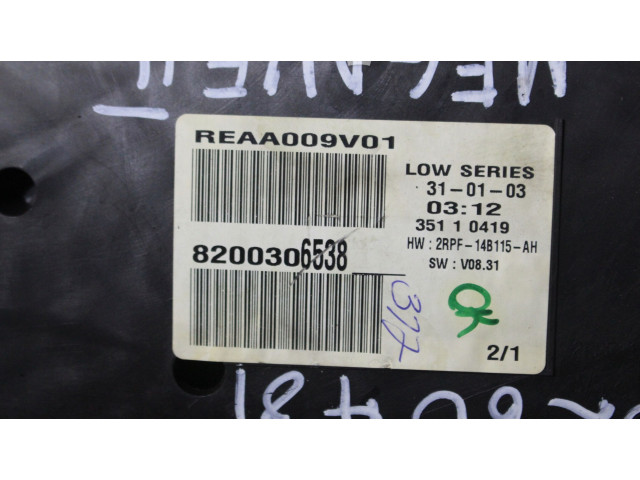 MEGANE II
REAA009V01
LOW SERIES
31-01-03
03:12
351 1 0419
HW : 2RPF-14B115-AH
SW : V08.31
8200306538
377
OK
2/1